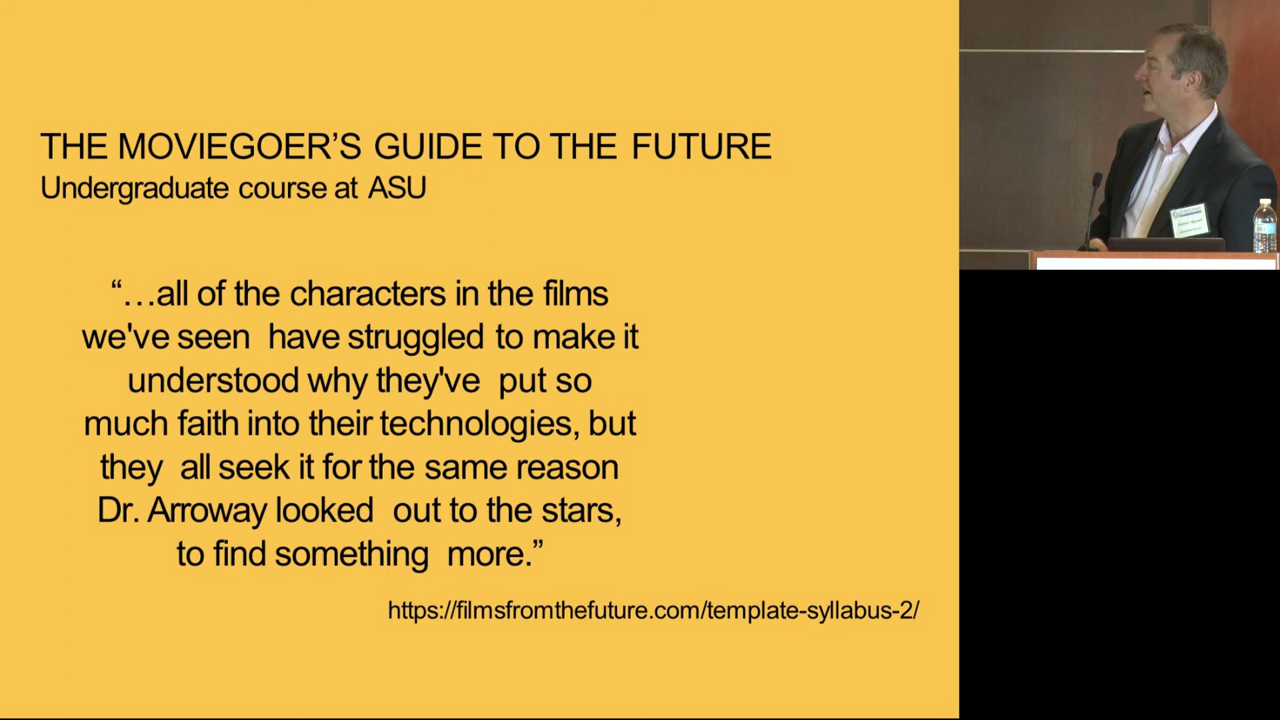 THE MOVIEGOER’S GUIDE TO THE FUTURE
Undergraduate course at ASU
“…all of the characters in the films
we've seen have struggled to make it
understood why they've put so
much faith into their technologies, but
they all seek it for the same reason
Dr. Arroway looked out to the stars,
to find something more.”
https://filmsfromthefuture.com/template-syllabus-2/